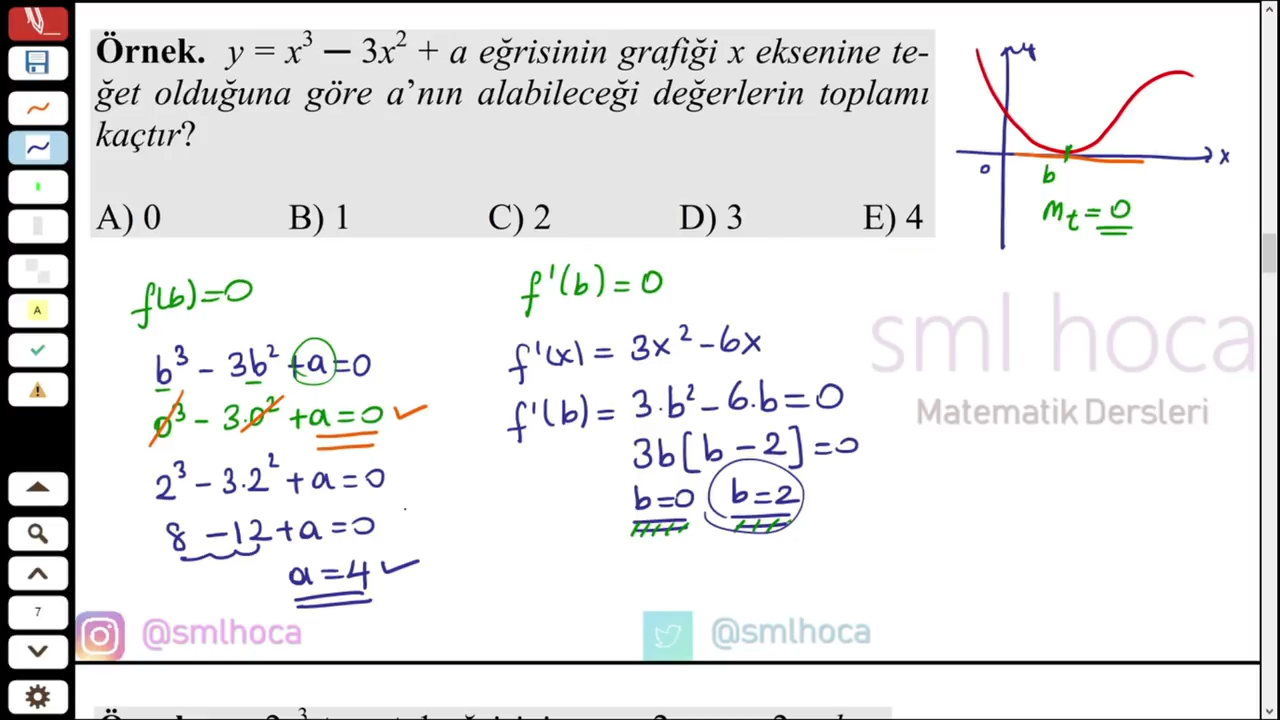 Örnek. y = x³ − 3x² + a eğrisinin grafiği x eksenine te-
ğet olduğuna göre a’nın alabileceği değerlerin toplamı
kaçtır?
A) 0 B) 1 C) 2 D) 3 E) 4
y
x
0
b
m_t = 0
f(b) = 0
b³ − 3b² + a = 0
0³ − 3.0² + a = 0
2³ − 3.2² + a = 0
8 − 12 + a = 0
a = 4
f'(b) = 0
f'(x) = 3x² − 6x
f'(b) = 3.b² − 6.b = 0
3b[b − 2] = 0
b = 0 b = 2
sml hoca
Matematik Dersleri
@smlhoca @smlhoca
A
7